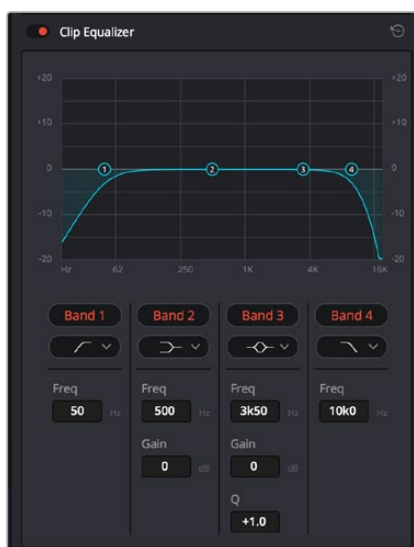 Clip Equalizer
+20 +20
+10 +10
0 1 2 3 4 0
-10 -10
-20 -20
Hz 62 250 1K 4K 16K
Band 1 Band 2 Band 3 Band 4
Freq Freq Freq Freq
50 Hz 500 Hz 3k50 Hz 10k0 Hz
Gain Gain
0 dB 0 dB
Q
+1.0